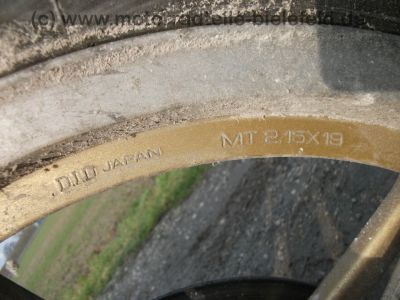 (c) www.motorradteile-bielefeld.de
D.I.D JAPAN MT 2.15X19